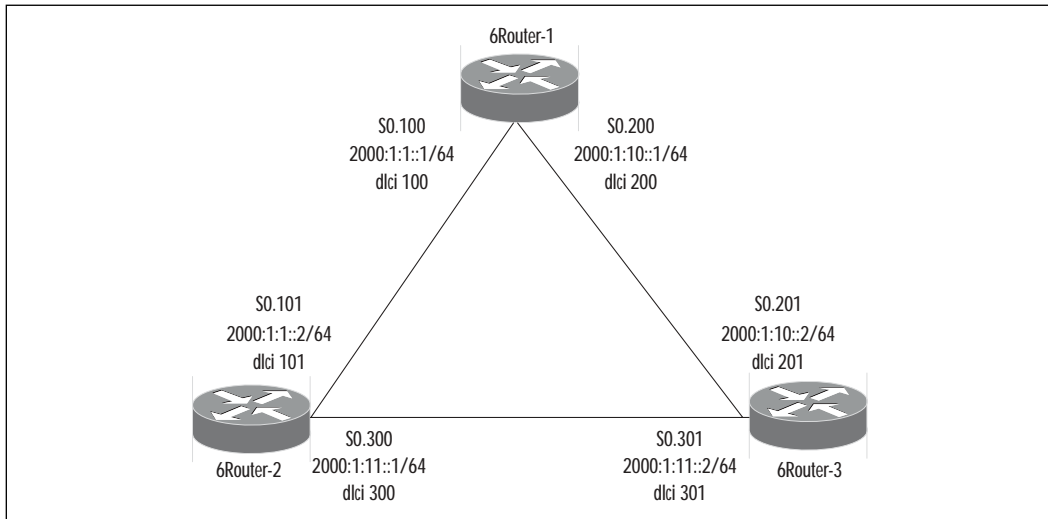 6Router-1
S0.100
2000:1:1::1/64
dlci 100
S0.200
2000:1:10::1/64
dlci 200
S0.101
2000:1:1::2/64
dlci 101
S0.201
2000:1:10::2/64
dlci 201
6Router-2
S0.300
2000:1:11::1/64
dlci 300
S0.301
2000:1:11::2/64
dlci 301
6Router-3